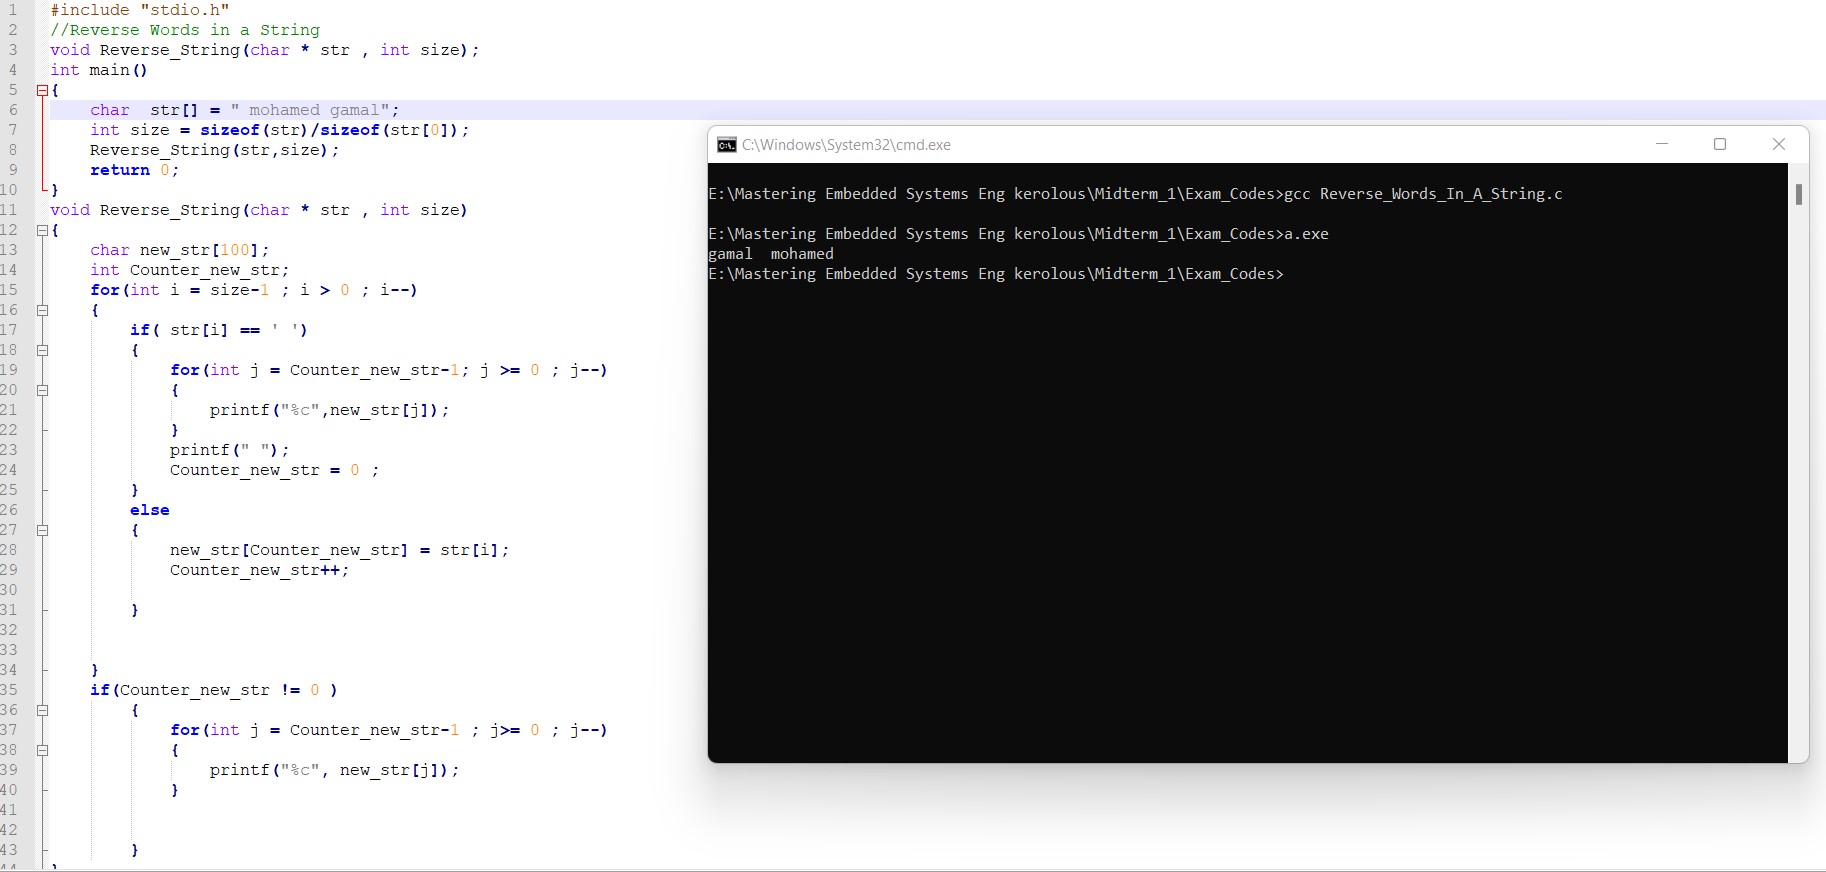 1 #include "stdio.h"
2 //Reverse Words in a String
3 void Reverse_String(char * str , int size);
4 int main()
5 {
6 char  str[] = " mohamed gamal";
7 int size = sizeof(str)/sizeof(str[0]);
8 Reverse_String(str,size);
9 return 0;
10 }
11 void Reverse_String(char * str , int size)
12 {
13 char new_str[100];
14 int Counter_new_str;
15 for(int i = size-1 ; i > 0 ; i--)
16 {
17 if( str[i] == ' ')
18 {
19 for(int j = Counter_new_str-1; j >= 0 ; j--)
20 {
21 printf("%c",new_str[j]);
22 }
23 printf(" ");
24 Counter_new_str = 0 ;
25 }
26 else
27 {
28 new_str[Counter_new_str] = str[i];
29 Counter_new_str++;
30
31 }
32
33
34 }
35 if(Counter_new_str != 0 )
36 {
37 for(int j = Counter_new_str-1 ; j>= 0 ; j--)
38 {
39 printf("%c", new_str[j]);
40 }
41
42
43 }
C:\Windows\System32\cmd.exe
E:\Mastering Embedded Systems Eng kerolous\Midterm_1\Exam_Codes>gcc Reverse_Words_In_A_String.c
E:\Mastering Embedded Systems Eng kerolous\Midterm_1\Exam_Codes>a.exe
gamal  mohamed
E:\Mastering Embedded Systems Eng kerolous\Midterm_1\Exam_Codes>